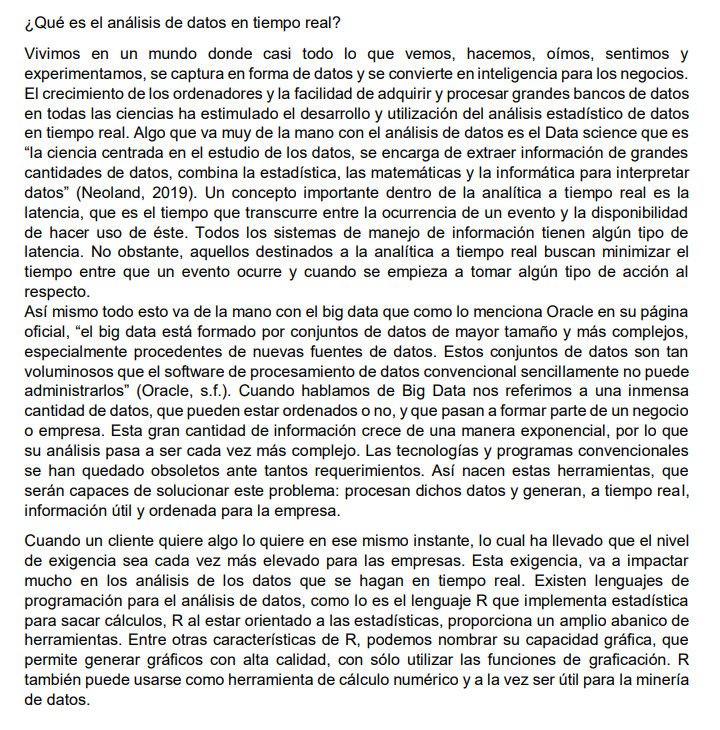 ¿Qué es el análisis de datos en tiempo real?
Vivimos en un mundo donde casi todo lo que vemos, hacemos, oímos, sentimos y
experimentamos, se captura en forma de datos y se convierte en inteligencia para los negocios.
El crecimiento de los ordenadores y la facilidad de adquirir y procesar grandes bancos de datos
en todas las ciencias ha estimulado el desarrollo y utilización del análisis estadístico de datos
en tiempo real. Algo que va muy de la mano con el análisis de datos es el Data science que es
“la ciencia centrada en el estudio de los datos, se encarga de extraer información de grandes
cantidades de datos, combina la estadística, las matemáticas y la informática para interpretar
datos” (Neoland, 2019). Un concepto importante dentro de la analítica a tiempo real es la
latencia, que es el tiempo que transcurre entre la ocurrencia de un evento y la disponibilidad
de hacer uso de éste. Todos los sistemas de manejo de información tienen algún tipo de
latencia. No obstante, aquellos destinados a la analítica a tiempo real buscan minimizar el
tiempo entre que un evento ocurre y cuando se empieza a tomar algún tipo de acción al
respecto.
Así mismo todo esto va de la mano con el big data que como lo menciona Oracle en su página
oficial, “el big data está formado por conjuntos de datos de mayor tamaño y más complejos,
especialmente procedentes de nuevas fuentes de datos. Estos conjuntos de datos son tan
voluminosos que el software de procesamiento de datos convencional sencillamente no puede
administrarlos” (Oracle, s.f.). Cuando hablamos de Big Data nos referimos a una inmensa
cantidad de datos, que pueden estar ordenados o no, y que pasan a formar parte de un negocio
o empresa. Esta gran cantidad de información crece de una manera exponencial, por lo que
su análisis pasa a ser cada vez más complejo. Las tecnologías y programas convencionales
se han quedado obsoletos ante tantos requerimientos. Así nacen estas herramientas, que
serán capaces de solucionar este problema: procesan dichos datos y generan, a tiempo real,
información útil y ordenada para la empresa.
Cuando un cliente quiere algo lo quiere en ese mismo instante, lo cual ha llevado que el nivel
de exigencia sea cada vez más elevado para las empresas. Esta exigencia, va a impactar
mucho en los análisis de los datos que se hagan en tiempo real. Existen lenguajes de
programación para el análisis de datos, como lo es el lenguaje R que implementa estadística
para sacar cálculos, R al estar orientado a las estadísticas, proporciona un amplio abanico de
herramientas. Entre otras características de R, podemos nombrar su capacidad gráfica, que
permite generar gráficos con alta calidad, con sólo utilizar las funciones de graficación. R
también puede usarse como herramienta de cálculo numérico y a la vez ser útil para la minería
de datos.